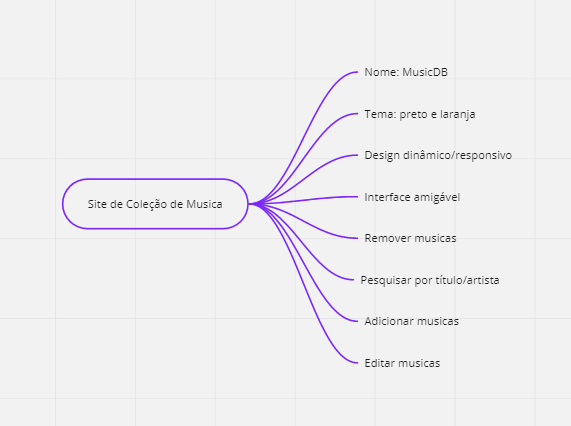 Nome: MusicDB
Tema: preto e laranja
Design dinâmico/responsivo
Site de Coleção de Musica
Interface amigável
Remover musicas
Pesquisar por título/artista
Adicionar musicas
Editar musicas